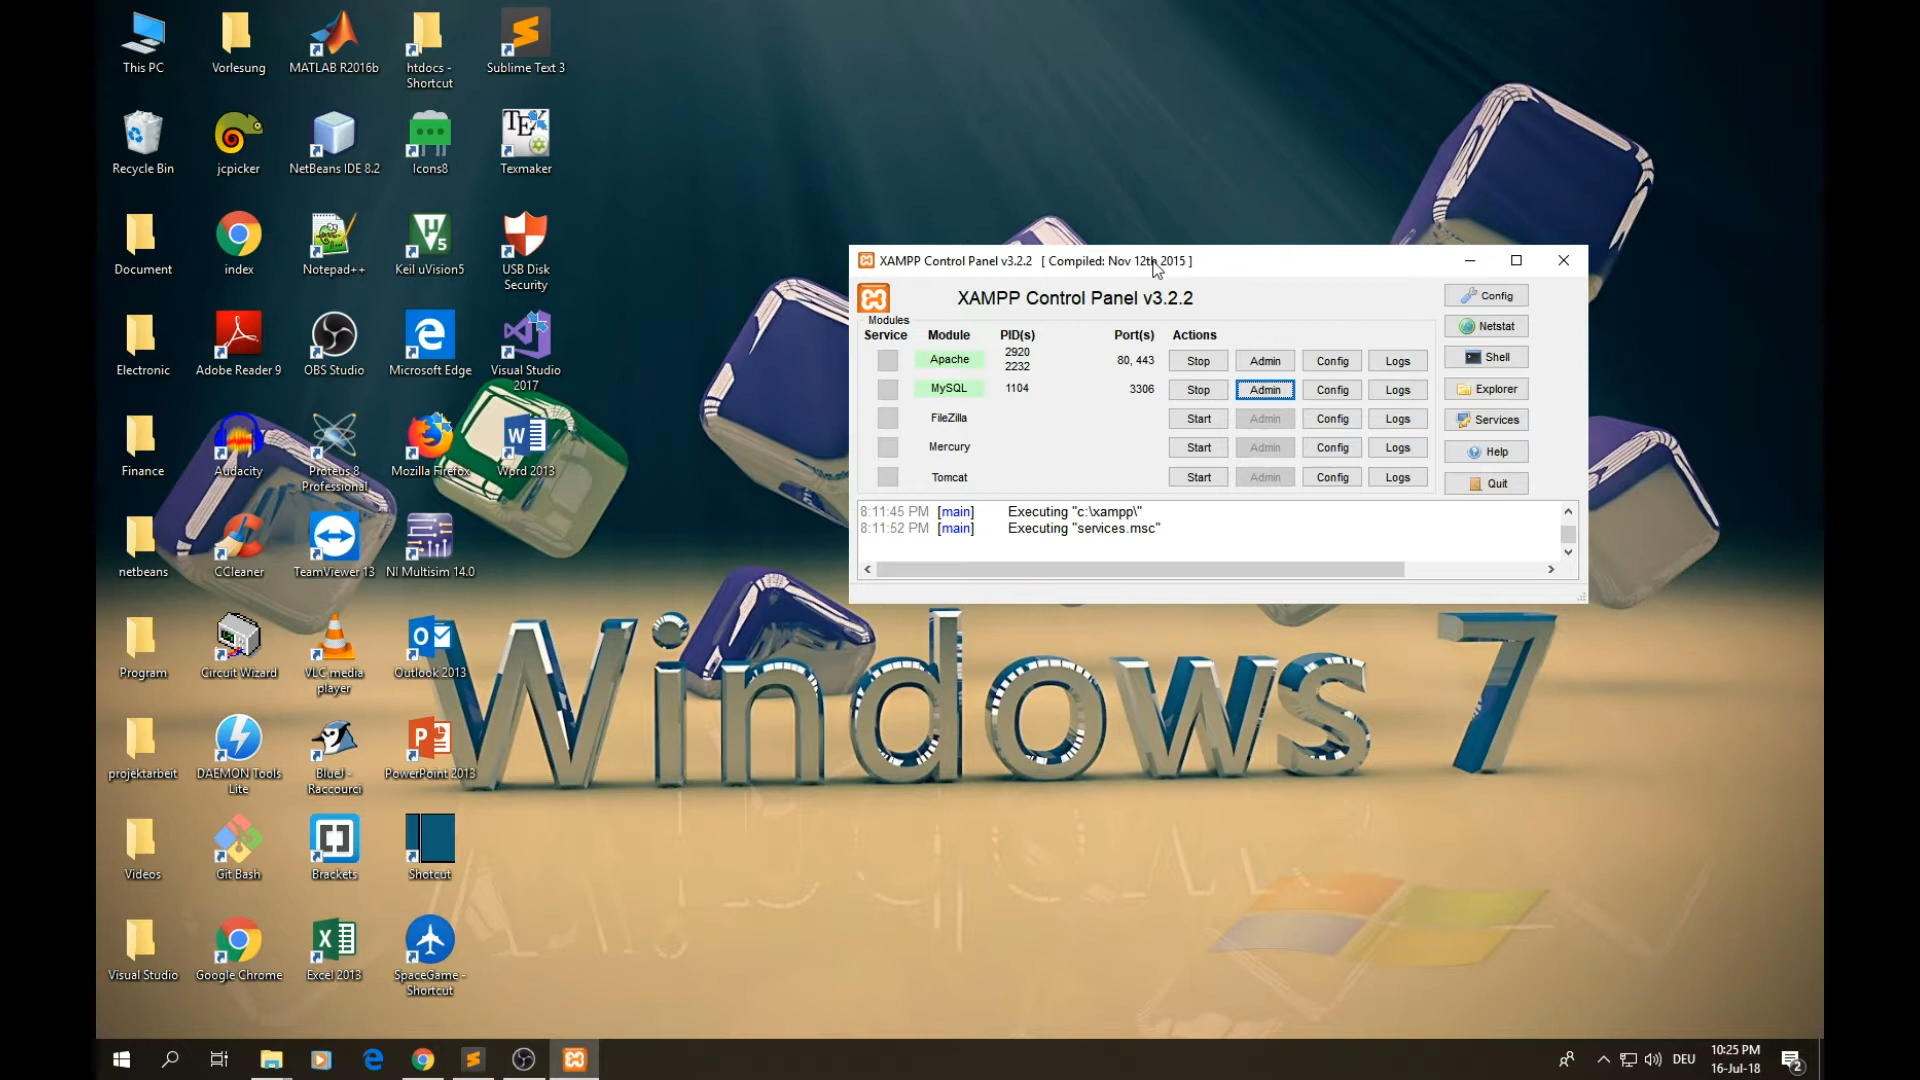 This PC
Vorlesung
MATLAB R2016b
htdocs -
Shortcut
Sublime Text 3
Recycle Bin
jcpicker
NetBeans IDE 8.2
Icons8
TEX
Texmaker
Document
index
Notepad++
Keil uVision5
USB Disk
Security
Electronic
Adobe Reader 9
OBS Studio
Microsoft Edge
Visual Studio
2017
Finance
Audacity
Proteus 8
Professional
Mozilla Firefox
Word 2013
netbeans
CCleaner
TeamViewer 13
NI Multisim 14.0
Program
Circuit Wizard
VLC media
player
Outlook 2013
projektarbeit
DAEMON Tools
Lite
BlueJ -
Raccourci
PowerPoint 2013
Videos
Git Bash
Brackets
Shotcut
Visual Studio
Google Chrome
Excel 2013
SpaceGame -
Shortcut
XAMPP Control Panel v3.2.2 [ Compiled: Nov 12th 2015 ]
XAMPP Control Panel v3.2.2
Config
Modules
Service Module PID(s) Port(s) Actions
Netstat
Apache 2920
2232 80, 443 Stop Admin Config Logs
Shell
MySQL 1104 3306 Stop Admin Config Logs
Explorer
FileZilla Start Admin Config Logs
Services
Mercury Start Admin Config Logs
Help
Tomcat Start Admin Config Logs
Quit
8:11:45 PM [main] Executing "c:\xampp\"
8:11:52 PM [main] Executing "services.msc"
Windows 7
DEU
10:25 PM
16-Jul-18
2